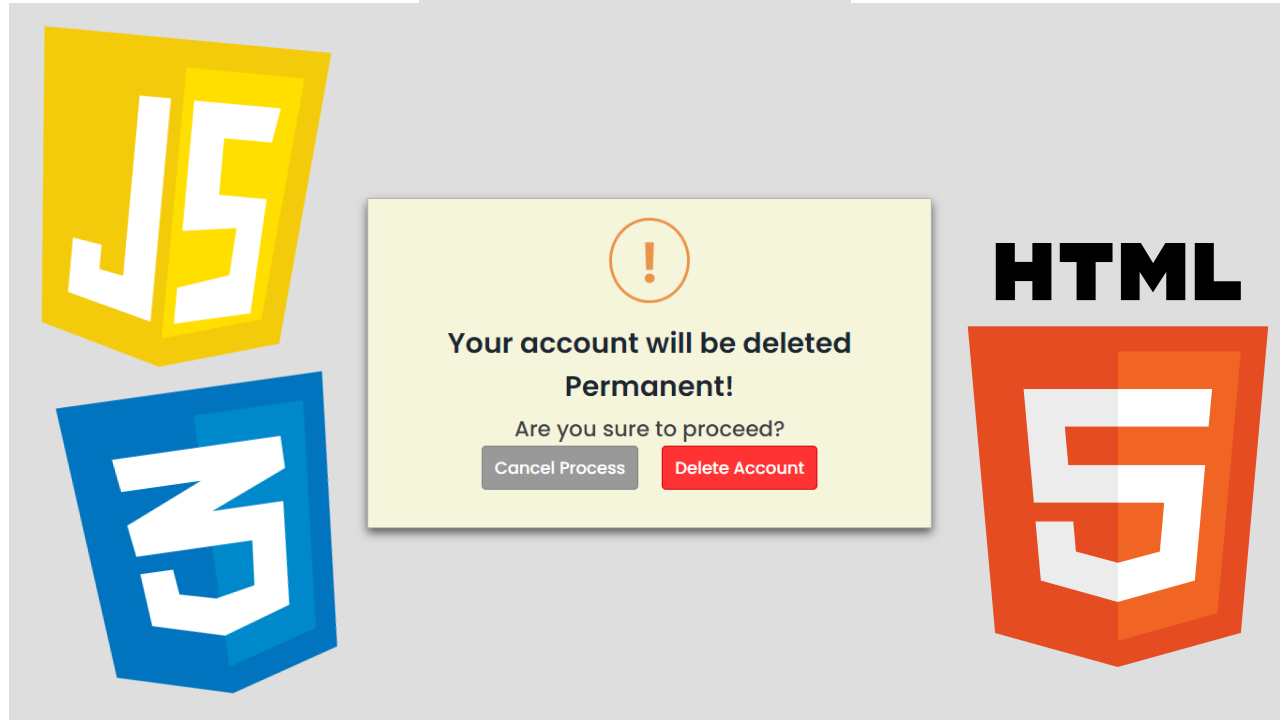 JS
3
!
Your account will be deleted
Permanent!
Are you sure to proceed?
Cancel Process Delete Account
HTML
5